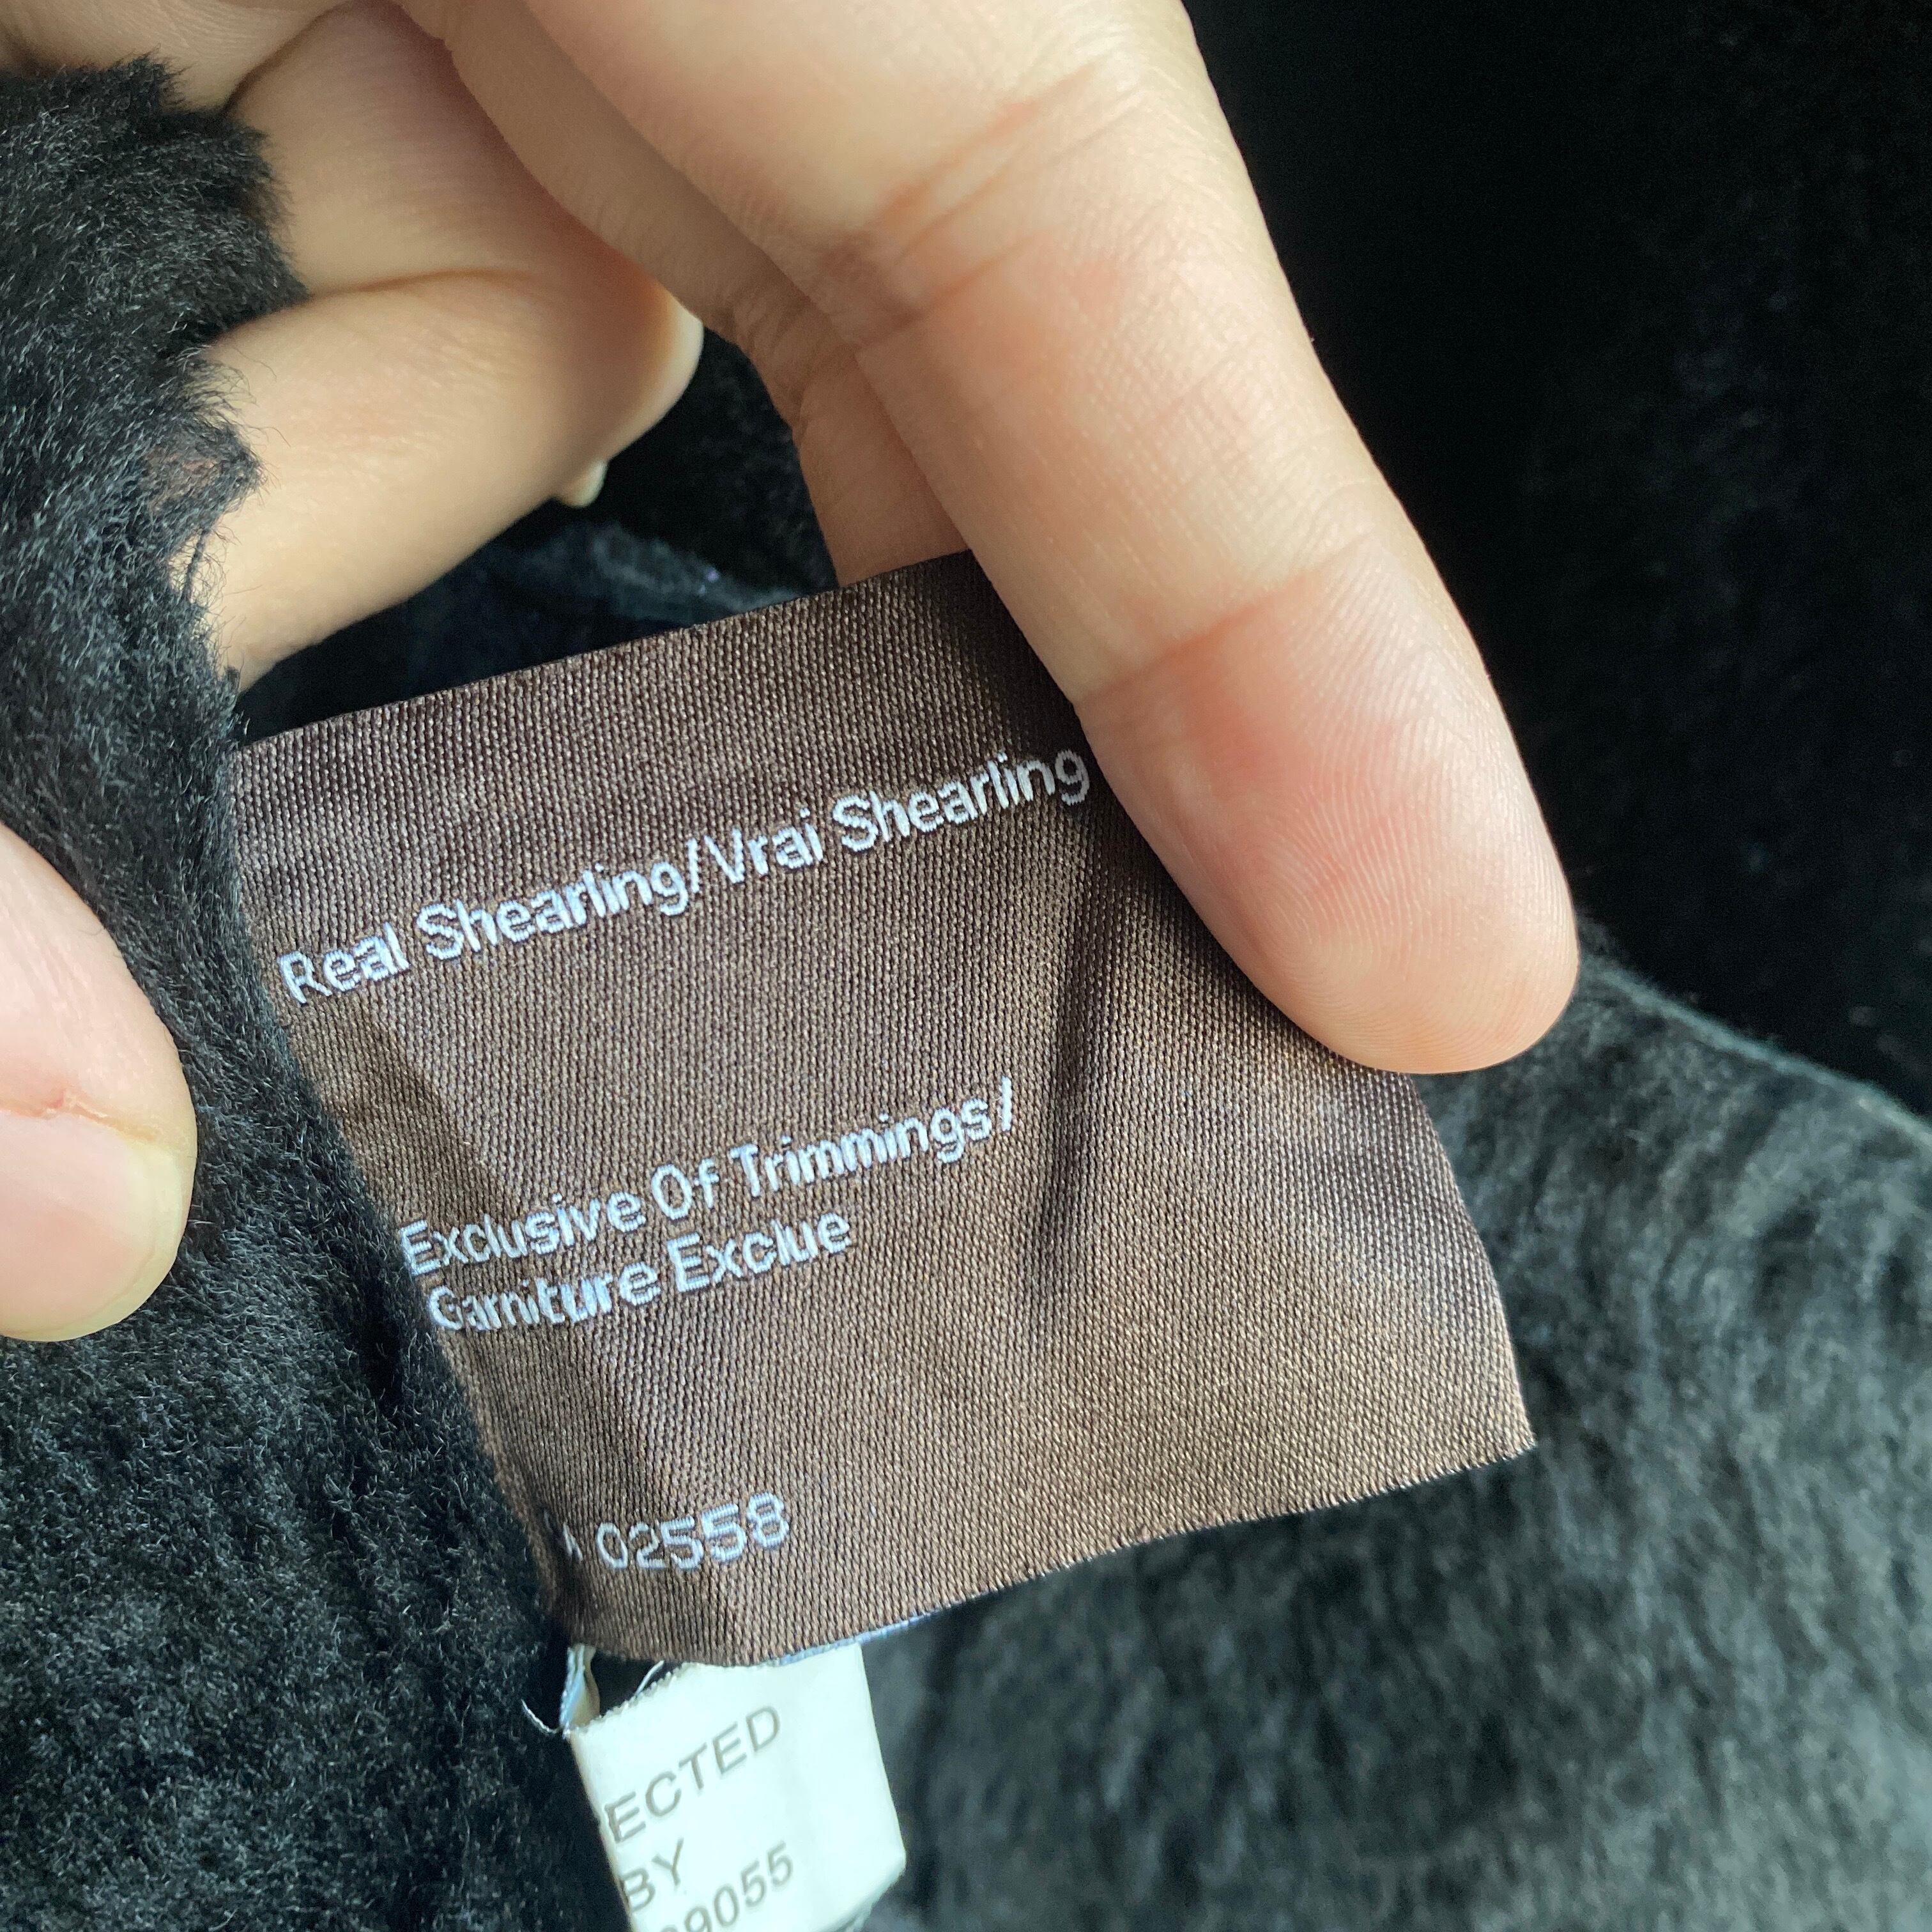 Real Shearling/Vrai Shearling
Exclusive Of Trimmings/
Garniture Exclue
02558
ECTED
BY
9055